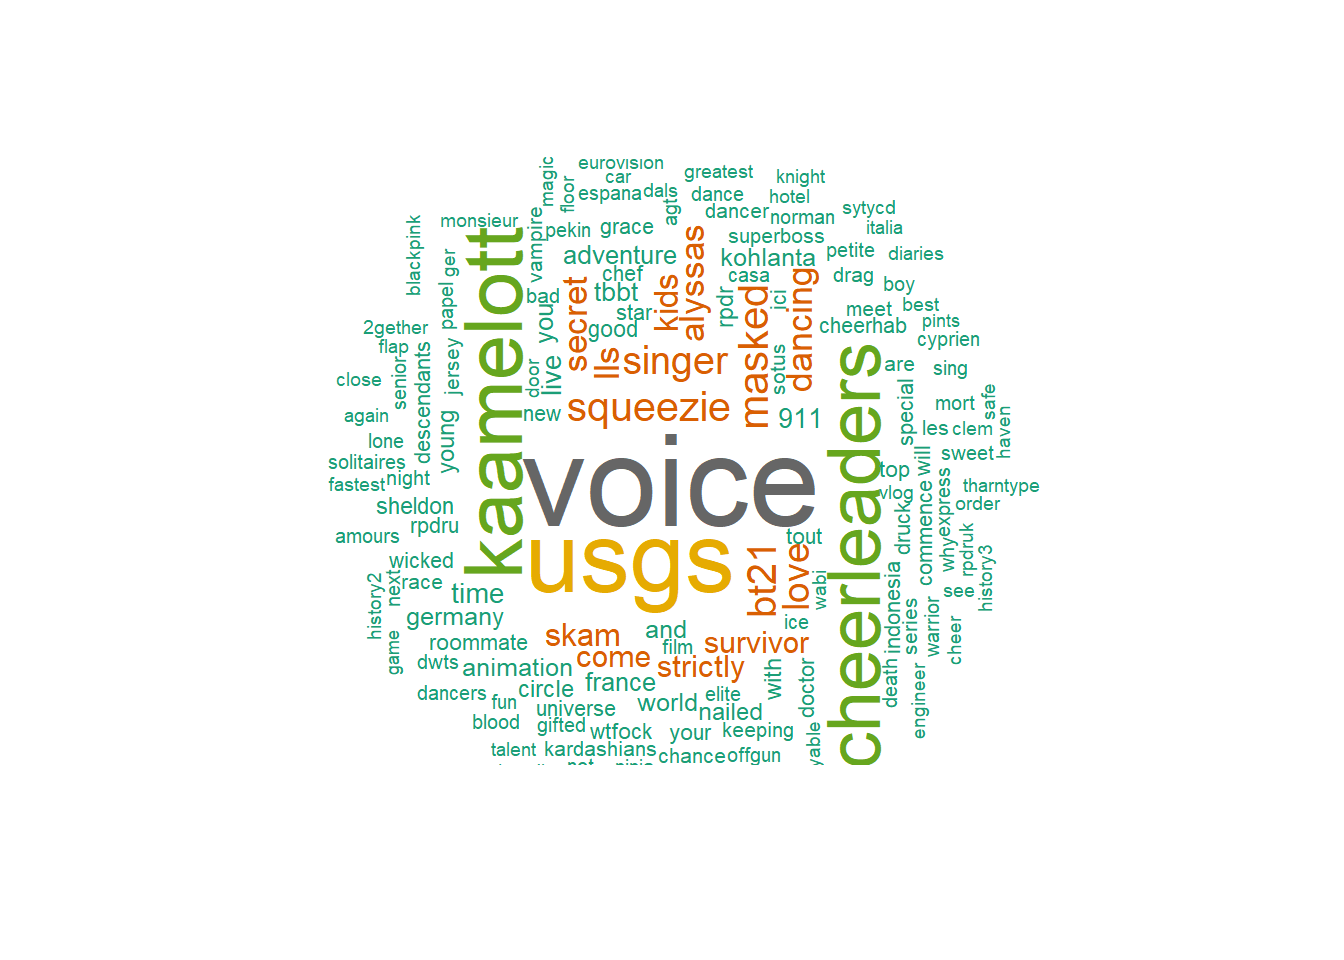 eurovision
magic
car
greatest
knight
floor
espana
dals
dance
hotel
agt
monsieur
vampire
pekin
grace
dancer
norman
sytycd
italia
blackpink
ger
kaamelott
adventure
alyssas
superboss
kohlanta
petite
diaries
papel
bad
chef
tbbt
kids
casa
drag
boy
secret
you
star
good
rpdr
jci
masked
dancing
meet
best
2gether
cheerhab
pints
flap
senior
descendants
jersey
door
live
lls
singer
sotus
cheerleaders
are
cyprien
sing
close
again
young
new
squeezie
911
special
mort
safe
lone
les
clem
haven
solitaires
night
voice
will
sweet
fastest
top
vlog
tharntype
sheldon
commence
express
order
rpdru
usgs
tout
druck
amours
wicked
bt21
love
wabi
indonesia
why
rpdruk
history3
history2
next
race
time
see
germany
skam
and
ice
series
warrior
cheer
game
roommate
come
film
survivor
dwts
animation
strictly
with
doctor
death
engineer
dancers
circle
france
elite
fun
universe
world
nailed
blood
gifted
wtfock
your
keeping
yable
talent
kardashians
chance
offgun